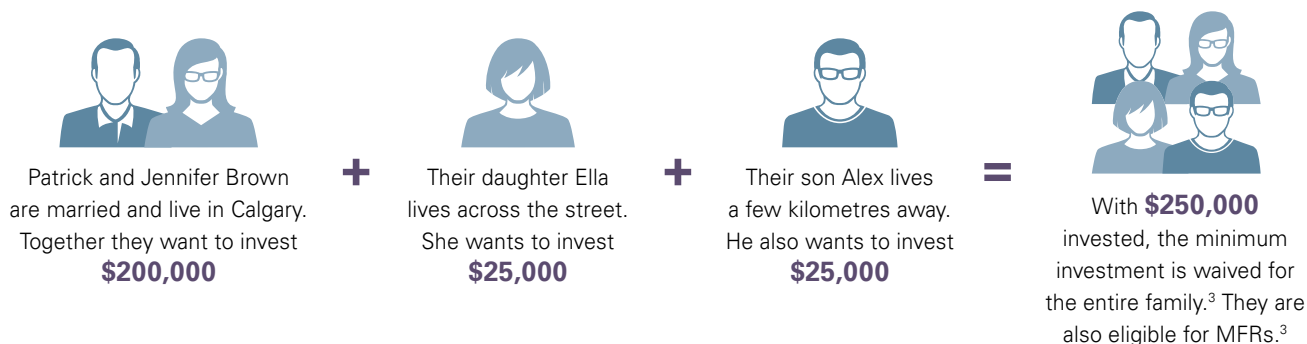 Patrick and Jennifer Brown
are married and live in Calgary.
Together they want to invest
$200,000
+
Their daughter Ella
lives across the street.
She wants to invest
$25,000
+
Their son Alex lives
a few kilometres away.
He also wants to invest
$25,000
=
With $250,000
invested, the minimum
investment is waived for
the entire family.3 They are
also eligible for MFRs.3